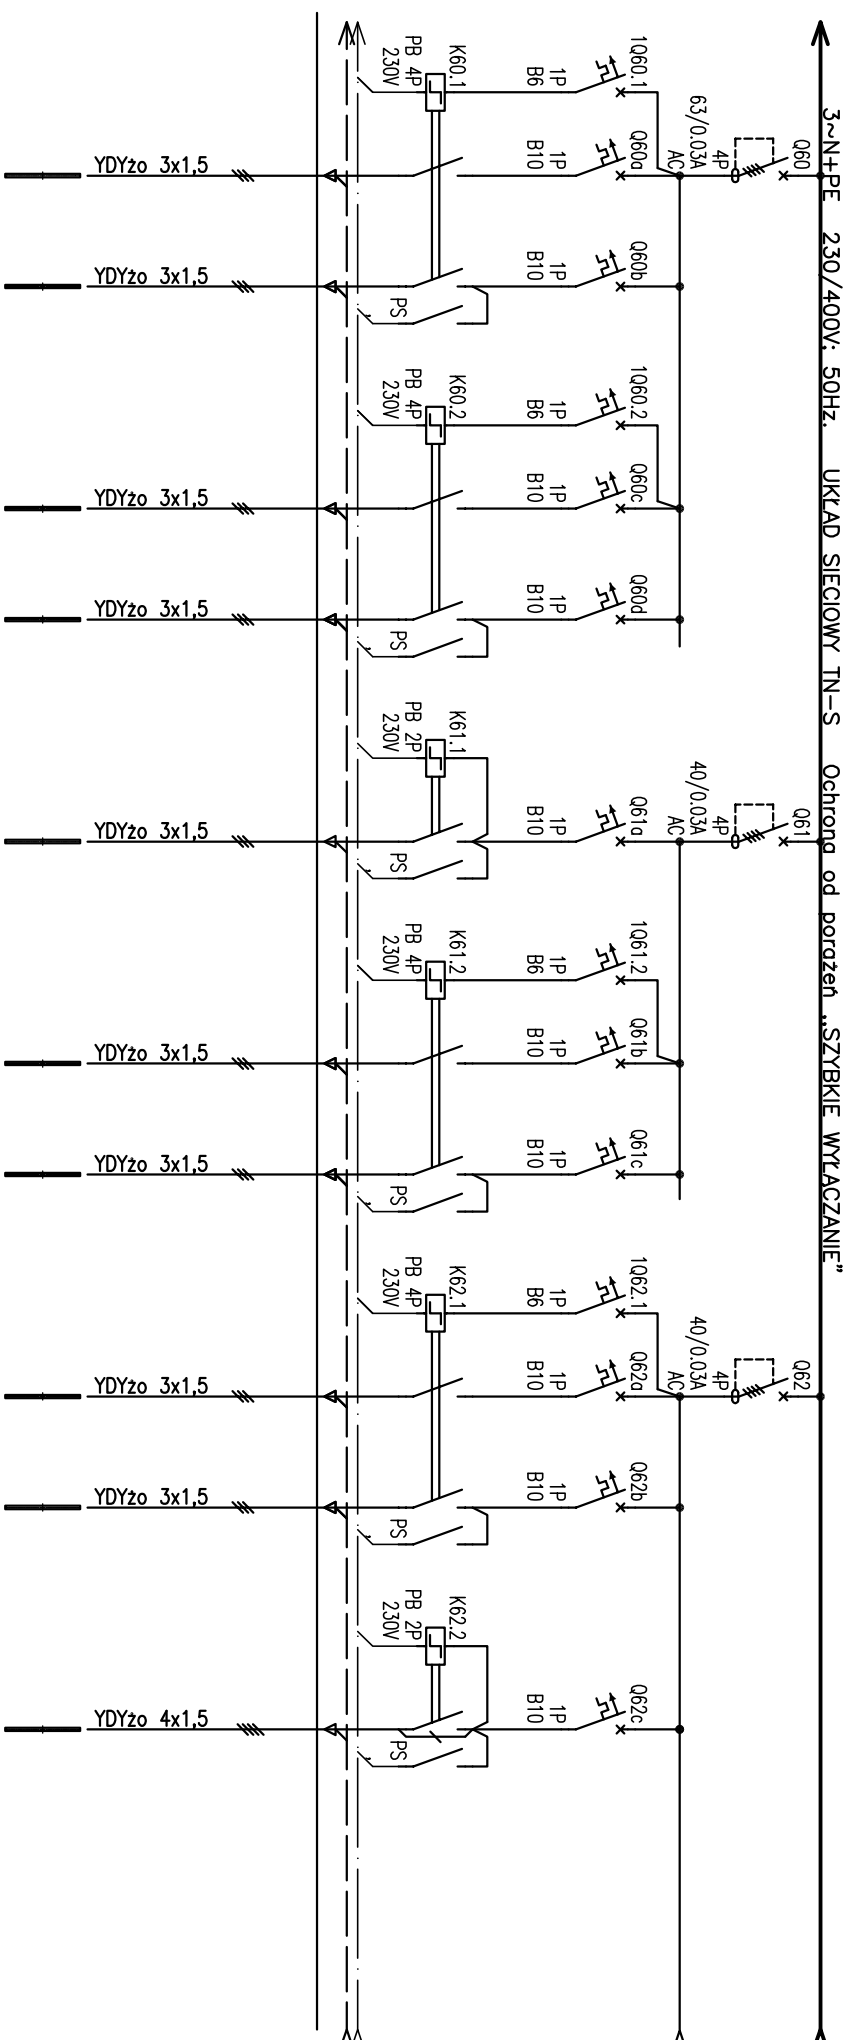 3~N+PE 230/400V; 50Hz. UKŁAD SIECIOWY TN-S Ochrona od porażeń „SZYBKIE WYŁĄCZANIE”
Q60
4P
63/0.03A
AC
1Q60.1
1P
B6
K60.1
PB 4P
230V
Q60a
1P
B10
YDYżo 3x1,5
Q60b
1P
B10
PS
YDYżo 3x1,5
1Q60.2
1P
B6
K60.2
PB 4P
230V
Q60c
1P
B10
YDYżo 3x1,5
Q60d
1P
B10
PS
YDYżo 3x1,5
Q61
4P
40/0.03A
AC
K61.1
PB 2P
230V
Q61a
1P
B10
PS
YDYżo 3x1,5
1Q61.2
1P
B6
K61.2
PB 4P
230V
Q61b
1P
B10
YDYżo 3x1,5
Q61c
1P
B10
PS
YDYżo 3x1,5
Q62
4P
40/0.03A
AC
1Q62.1
1P
B6
K62.1
PB 4P
230V
Q62a
1P
B10
YDYżo 3x1,5
Q62b
1P
B10
PS
YDYżo 3x1,5
K62.2
PB 2P
230V
Q62c
1P
B10
PS
YDYżo 4x1,5